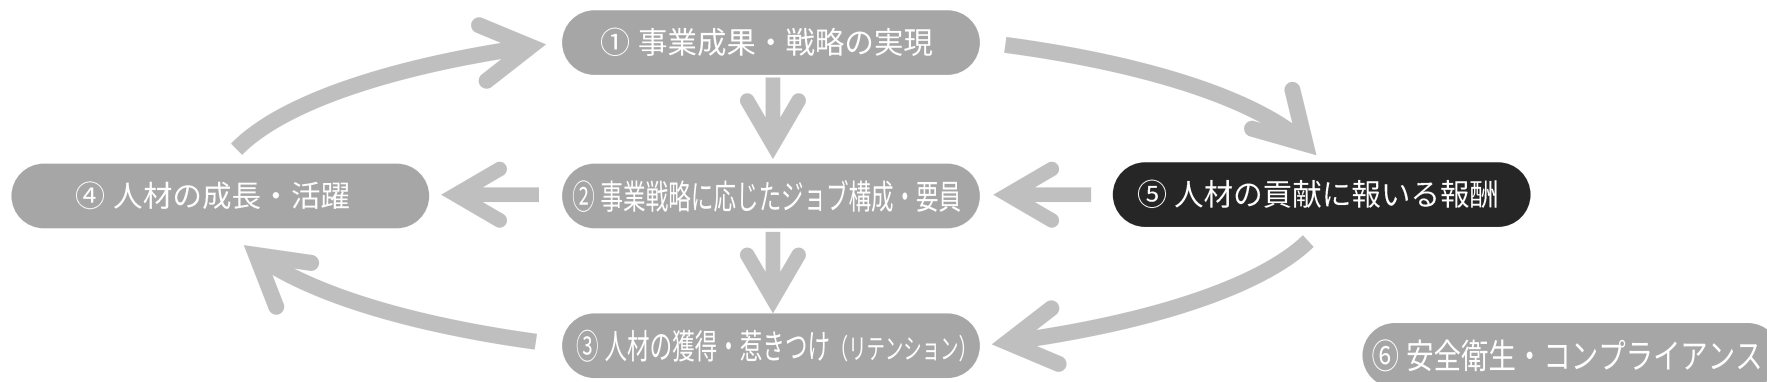 ① 事業成果・戦略の実現
④ 人材の成長・活躍
② 事業戦略に応じたジョブ構成・要員
⑤ 人材の貢献に報いる報酬
③ 人材の獲得・惹きつけ（リテンション）
⑥ 安全衛生・コンプライアンス